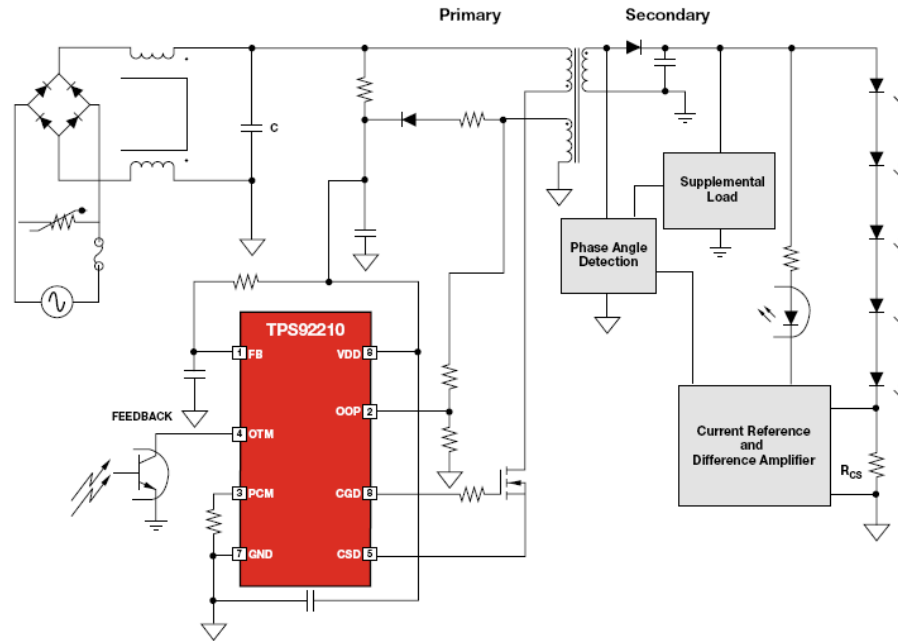 Primary
Secondary
C
Supplemental
Load
Phase Angle
Detection
TPS92210
1 FB
VDD 8
OOP 2
FEEDBACK
4 OTM
3 PCM
CGD 6
7 GND
CSD 5
Current Reference
and
Difference Amplifier
RCS